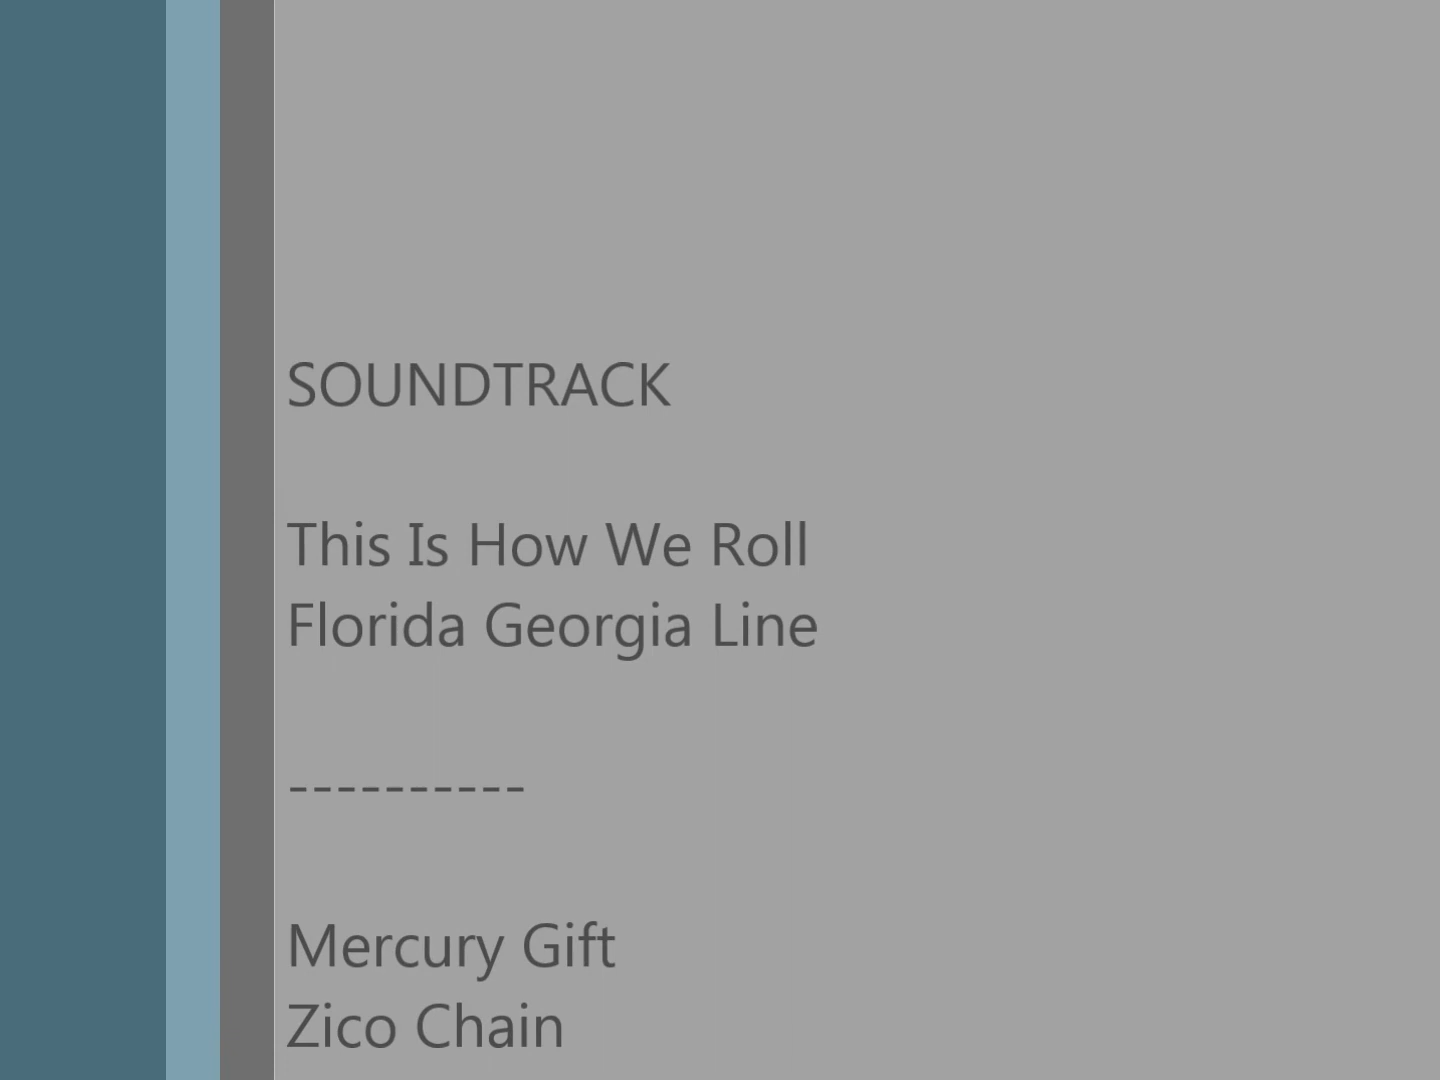 SOUNDTRACK
This Is How We Roll
Florida Georgia Line
----------
Mercury Gift
Zico Chain